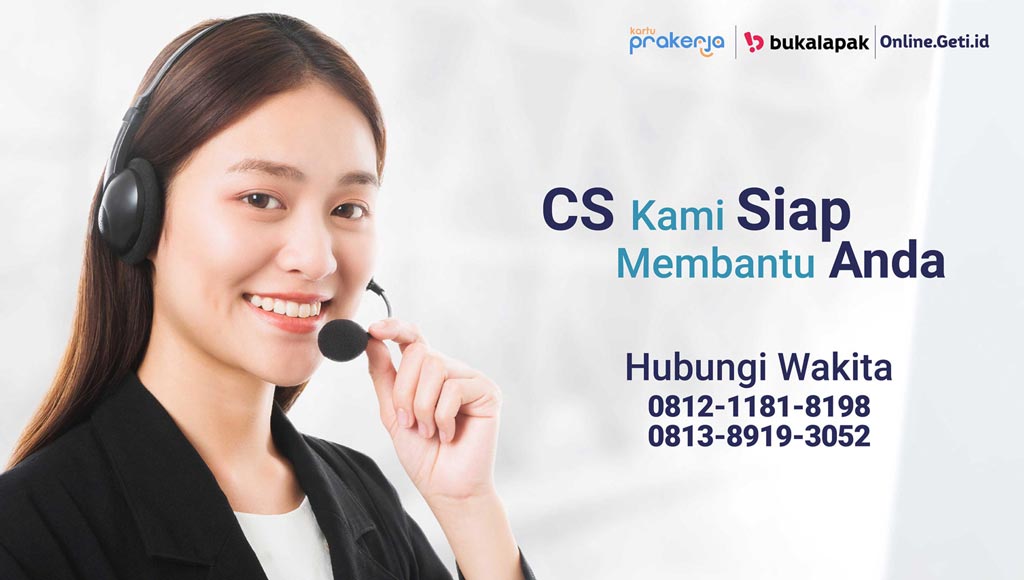 kartu
prakerja
bukalapak
Online.Geti.id
CS Kami Siap
Membantu Anda
Hubungi Wakita
0812-1181-8198
0813-8919-3052